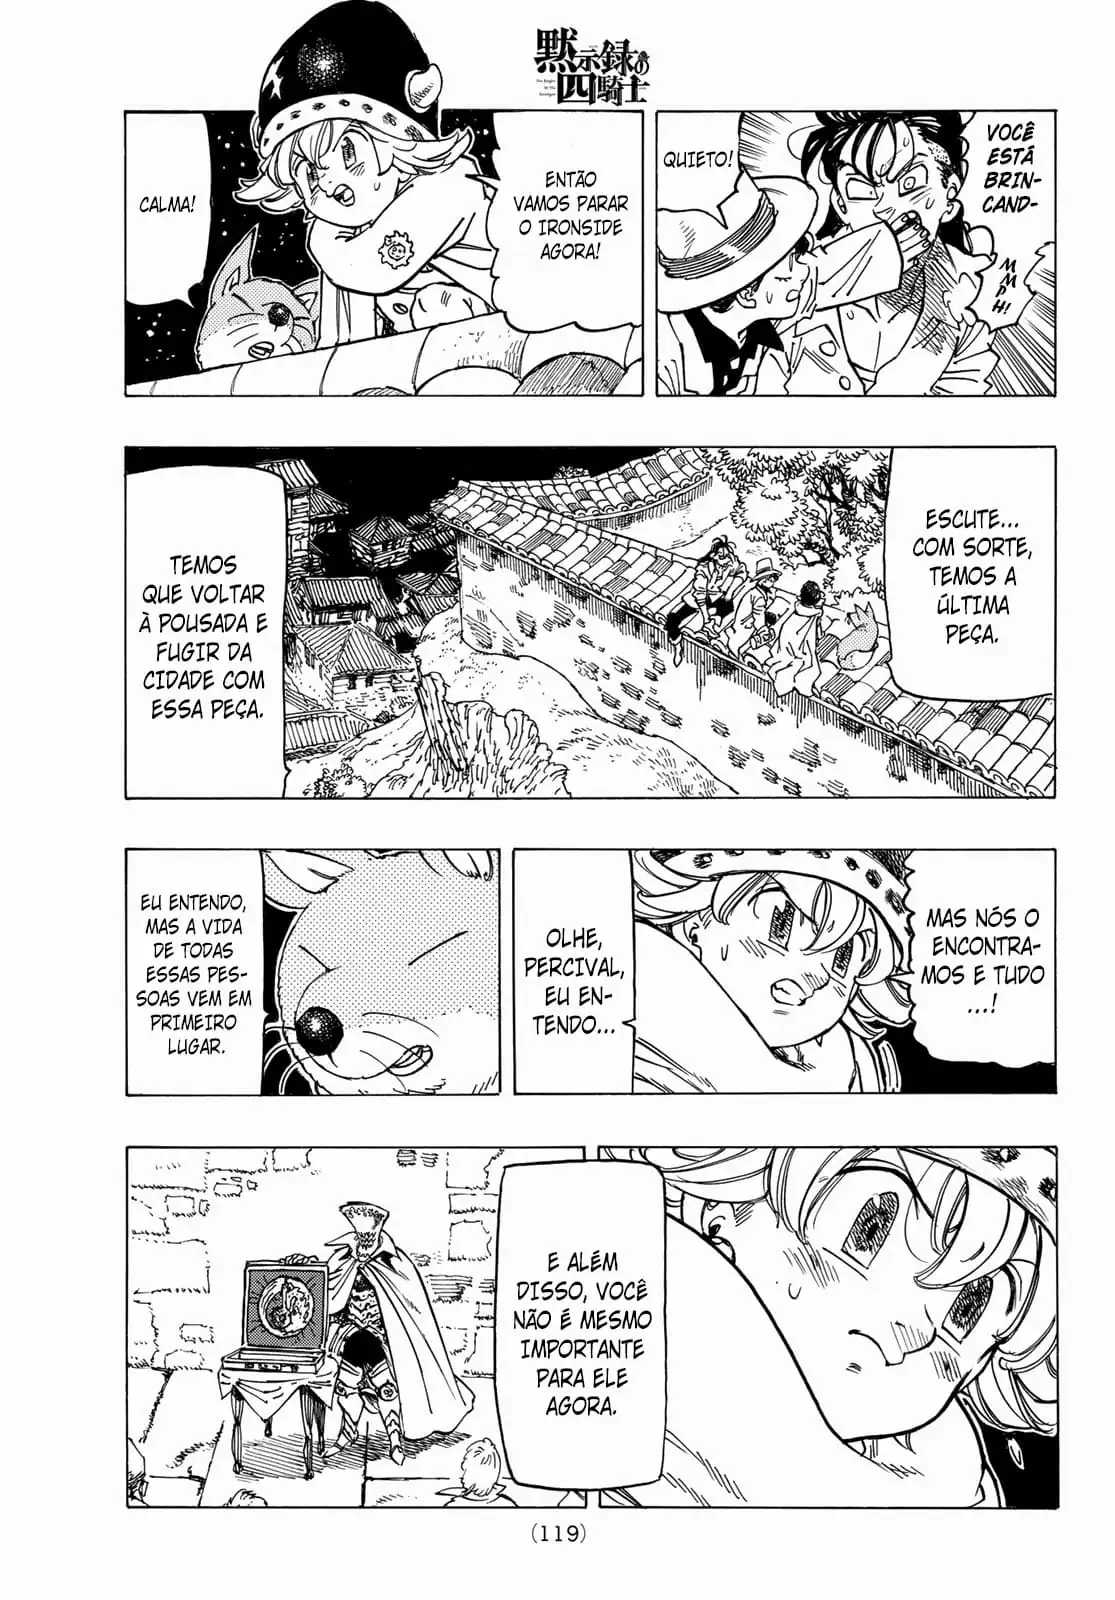 黙示録の
四騎士
VOCÊ
ESTÁ
BRIN-
CAND-
QUIETO!
MMPH!
ENTÃO
VAMOS PARAR
O IRONSIDE
AGORA!
CALMA!
ESCUTE...
COM SORTE,
TEMOS A
ÚLTIMA
PEÇA.
TEMOS
QUE VOLTAR
À POUSADA E
FUGIR DA
CIDADE COM
ESSA PEÇA.
MAS NÓS O
ENCONTRA-
MOS E TUDO
...!
OLHE,
PERCIVAL,
EU EN-
TENDO...
EU ENTENDO,
MAS A VIDA
DE TODAS
ESSAS PES-
SOAS VEM EM
PRIMEIRO
LUGAR.
E ALÉM
DISSO, VOCÊ
NÃO É MESMO
IMPORTANTE
PARA ELE
AGORA.
(119)